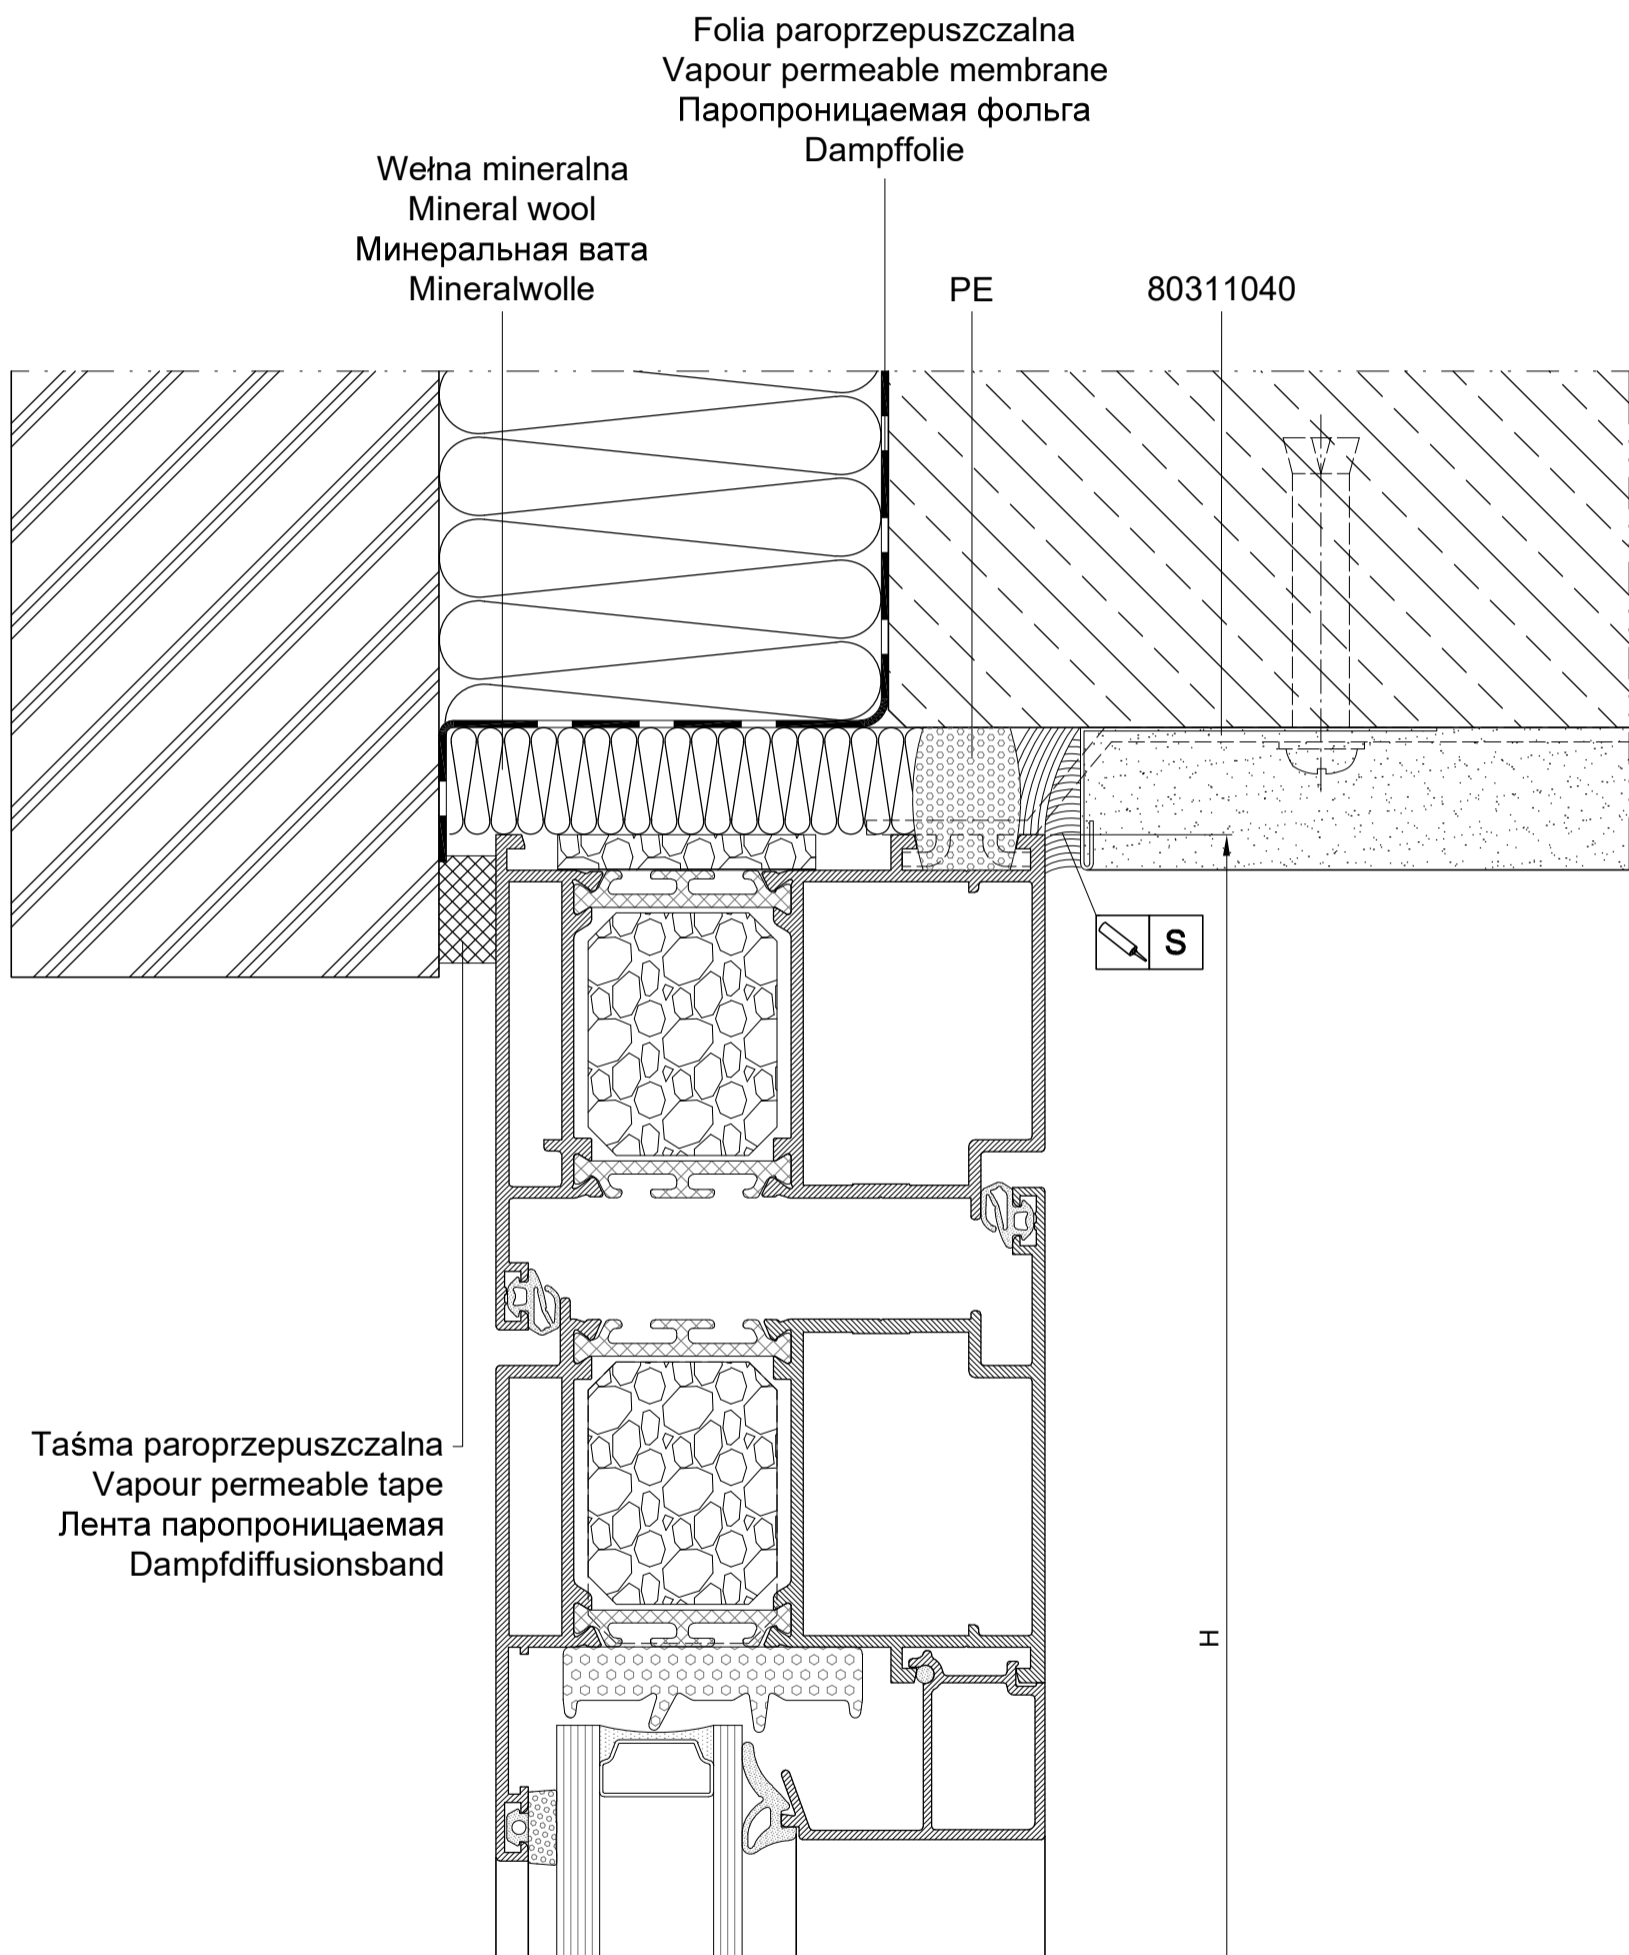 Folia paroprzepuszczalna
Vapour permeable membrane
Паропроницаемая фольга
Dampffolie
Wełna mineralna
Mineral wool
Минеральная вата
Mineralwolle
PE
80311040
S
Taśma paroprzepuszczalna
Vapour permeable tape
Лента паропроницаемая
Dampfdiffusionsband
H